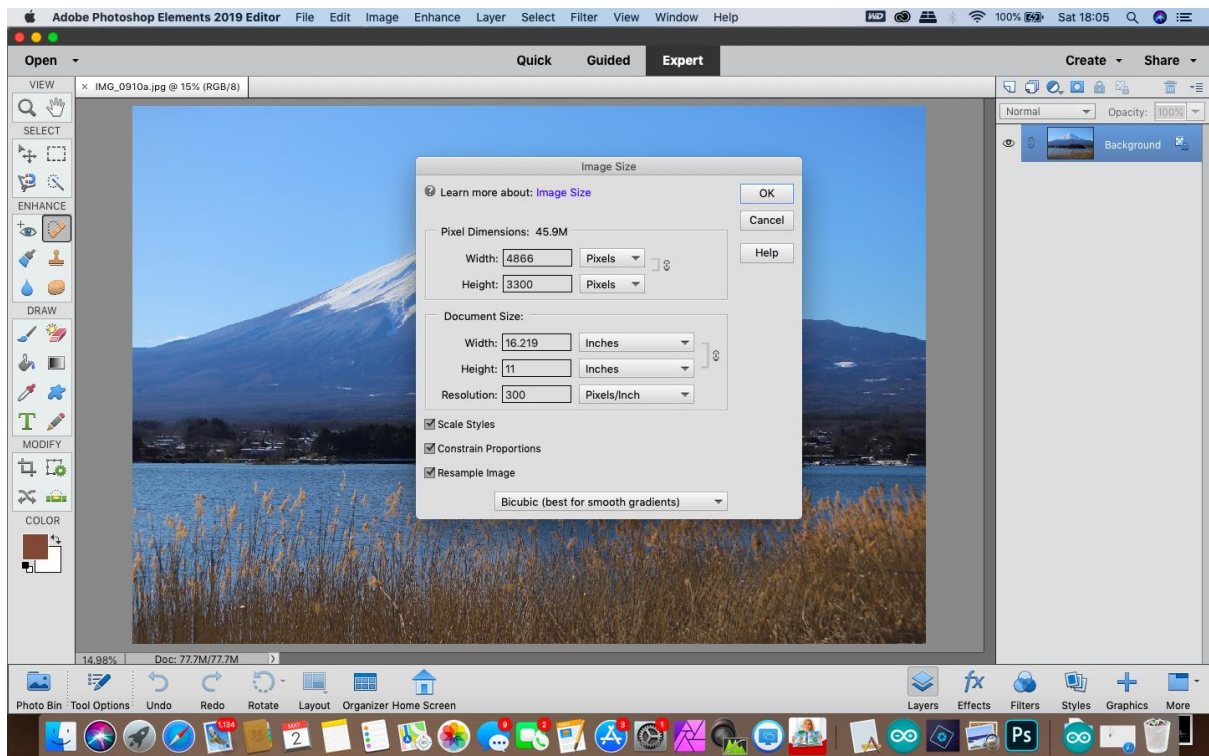 Adobe Photoshop Elements 2019 Editor File Edit Image Enhance Layer Select Filter View Window Help WD 100% Sat 18:05
Open Quick Guided Expert Create Share
VIEW × IMG_0910a.jpg @ 15% (RGB/8)
Normal Opacity: 100%
SELECT
Background
Image Size
Learn more about: Image Size OK
ENHANCE
Cancel
Pixel Dimensions: 45.9M
Width: 4866 Pixels Help
Height: 3300 Pixels
DRAW
Document Size:
Width: 16.219 Inches
Height: 11 Inches
Resolution: 300 Pixels/Inch
T
Scale Styles
MODIFY
Constrain Proportions
Resample Image
Bicubic (best for smooth gradients)
COLOR
14.98% Doc: 77.7M/77.7M
fx
Photo Bin Tool Options Undo Redo Rotate Layout Organizer Home Screen Layers Effects Filters Styles Graphics More
1,134 MAY 2 9 2 3 1 Ps